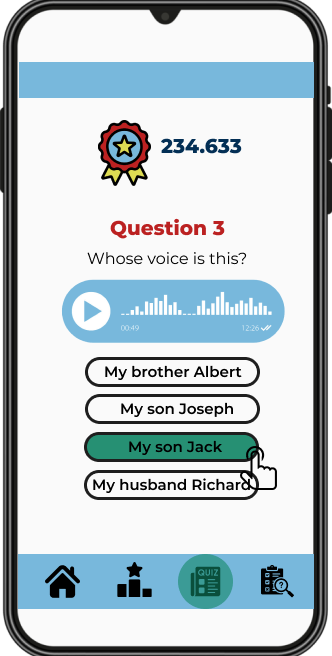 234.633
Question 3
Whose voice is this?
00:49 12:26
My brother Albert
My son Joseph
My son Jack
My husband Richard
QUIZ